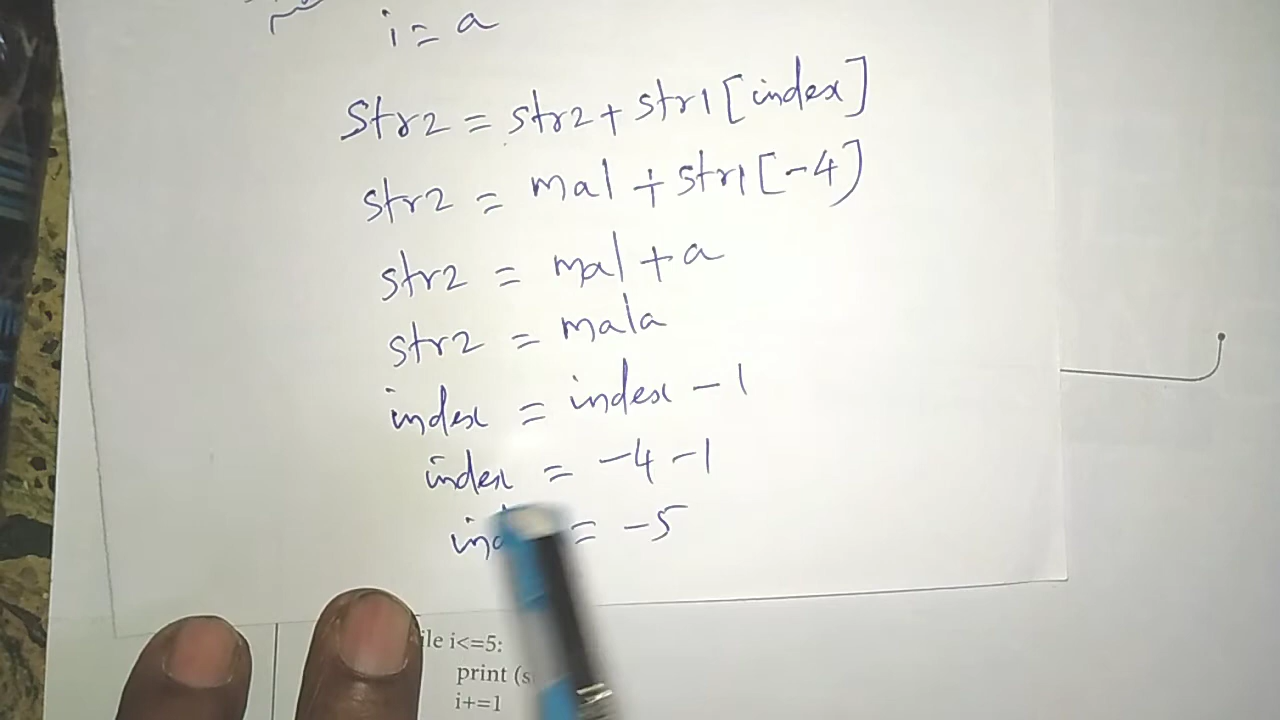 i = a
Str2 = str2 + str1 [index]
str2 = mal + str1 [-4]
str2 = mal + a
str2 = mala
index = index - 1
index = -4 - 1
= -5
i<=5:
print (s
i+=1